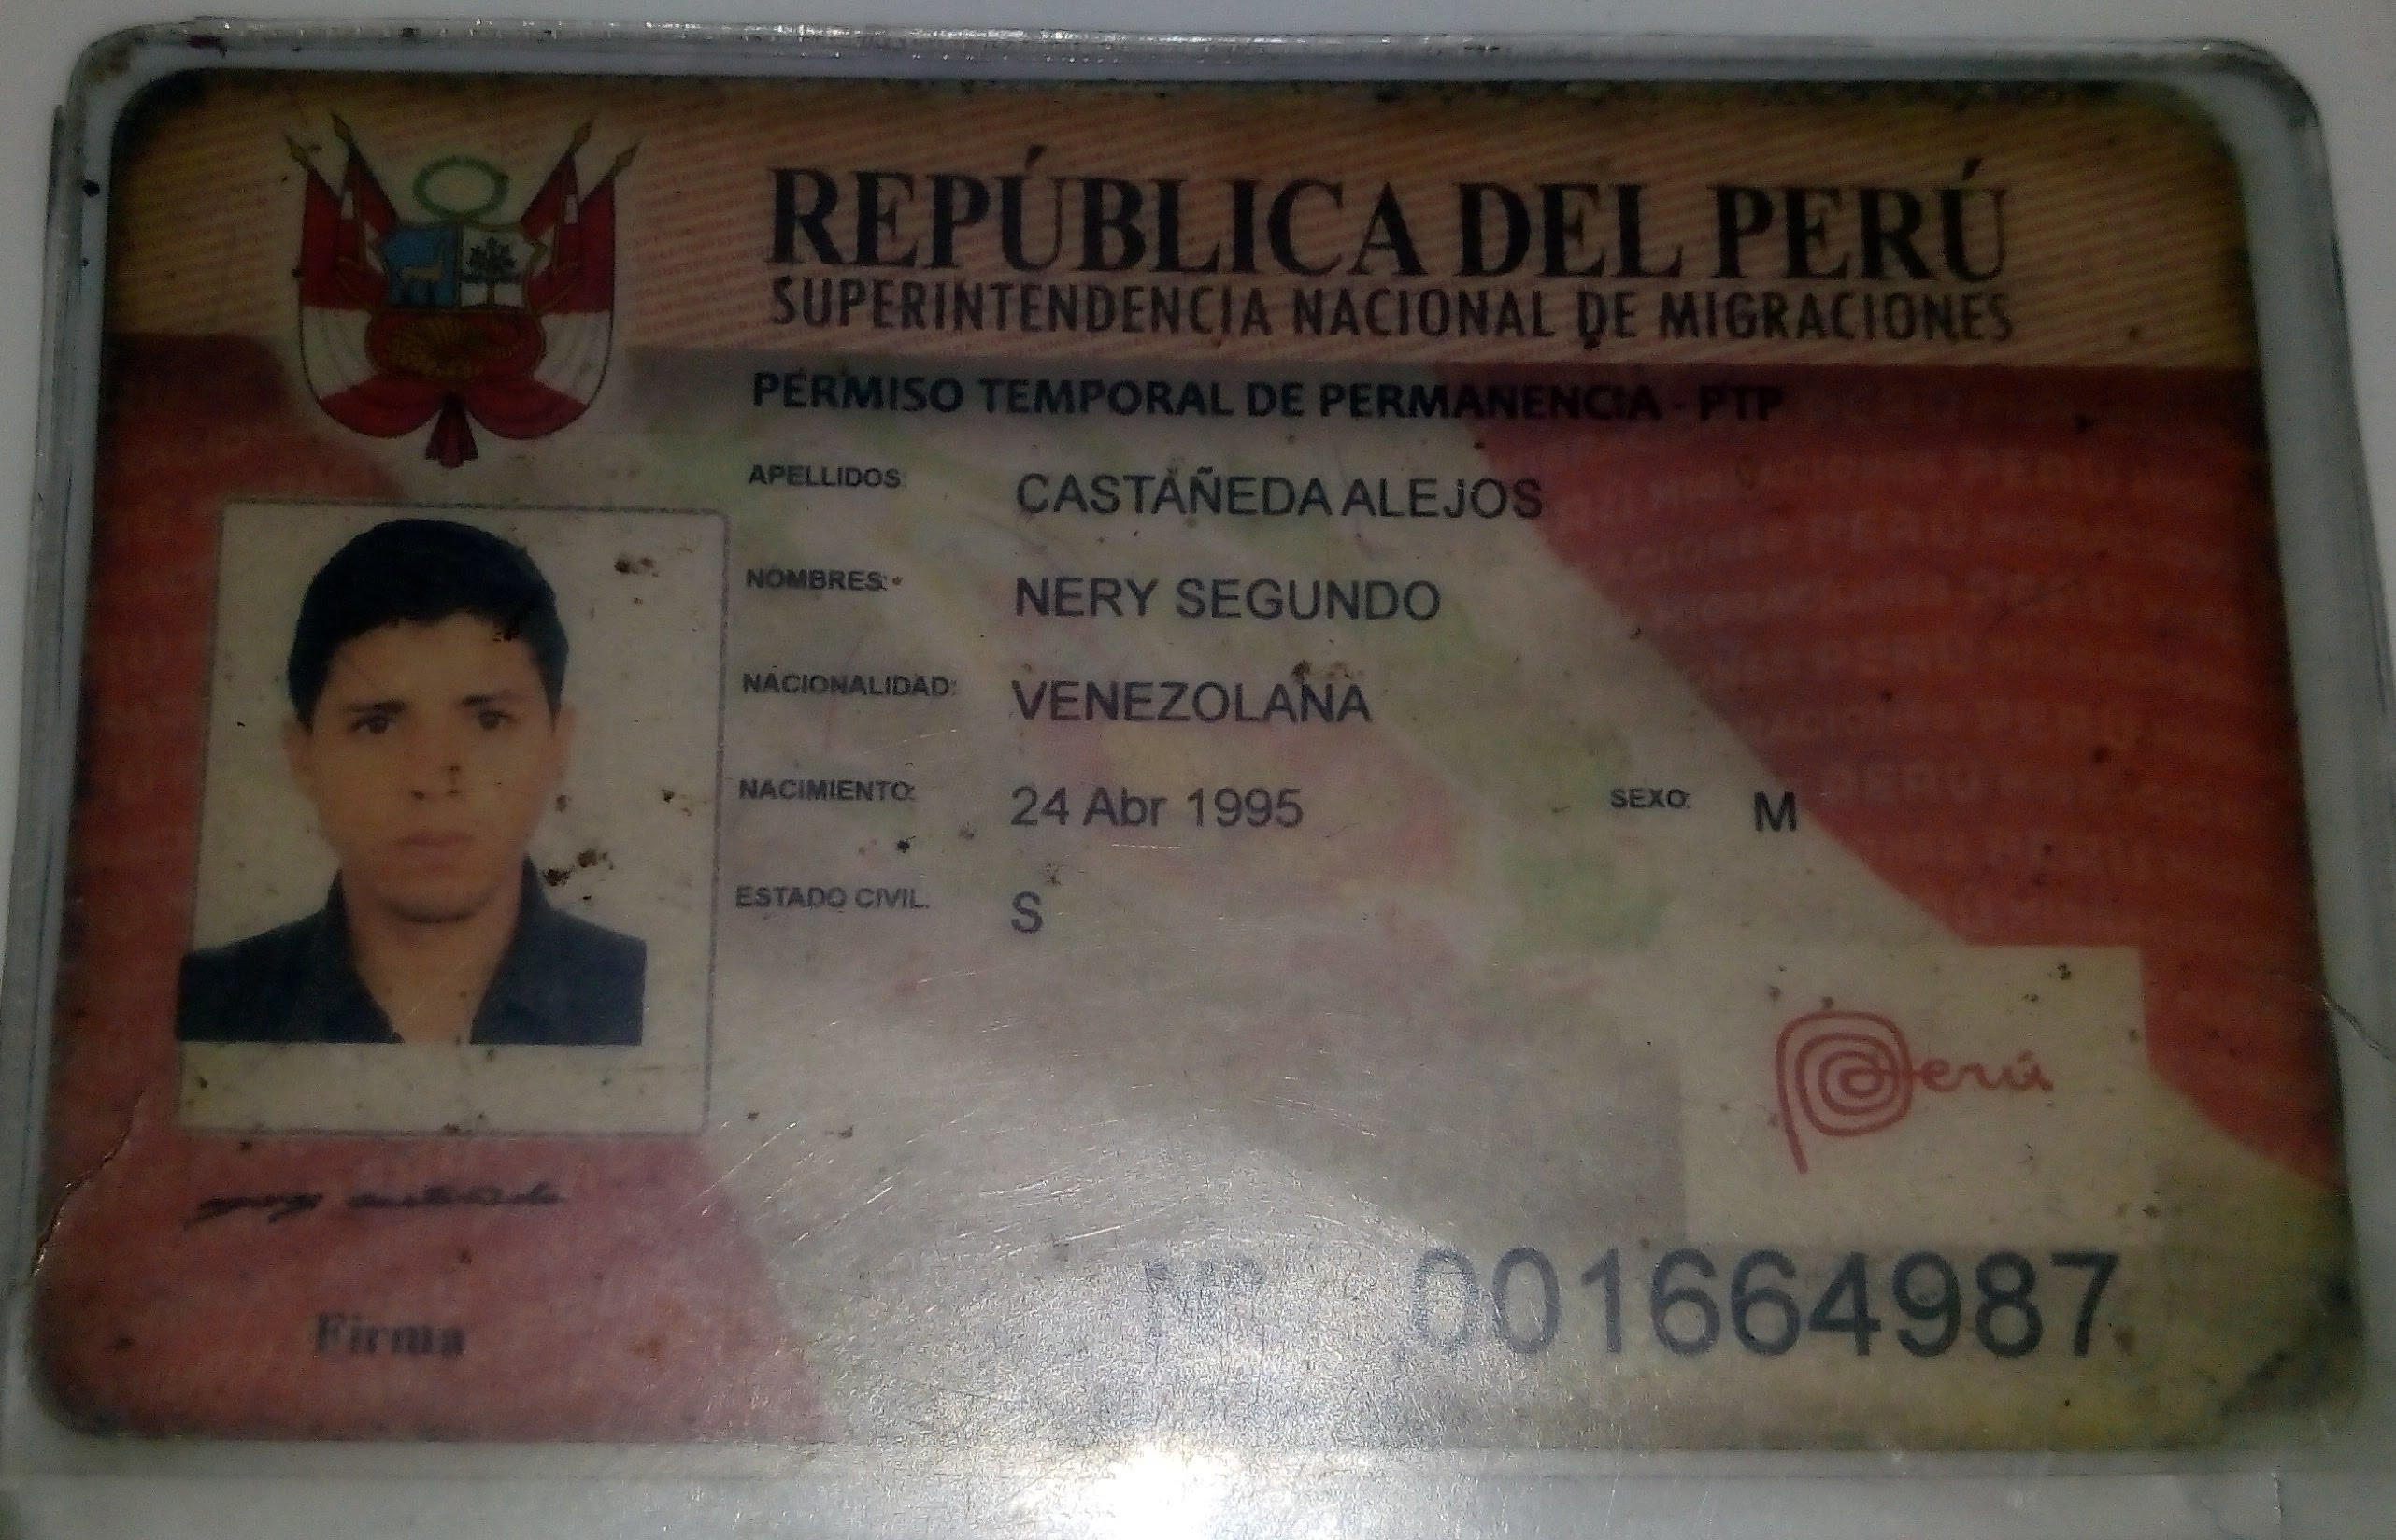 REPÚBLICA DEL PERÚ
SUPERINTENDENCIA NACIONAL DE MIGRACIONES
PERMISO TEMPORAL DE PERMANENCIA - PTP
APELLIDOS: CASTAÑEDA ALEJOS
NOMBRES: NERY SEGUNDO
NACIONALIDAD: VENEZOLANA
NACIMIENTO: 24 Abr 1995 SEXO: M
ESTADO CIVIL: S
Perú
Firma
Nº 001664987